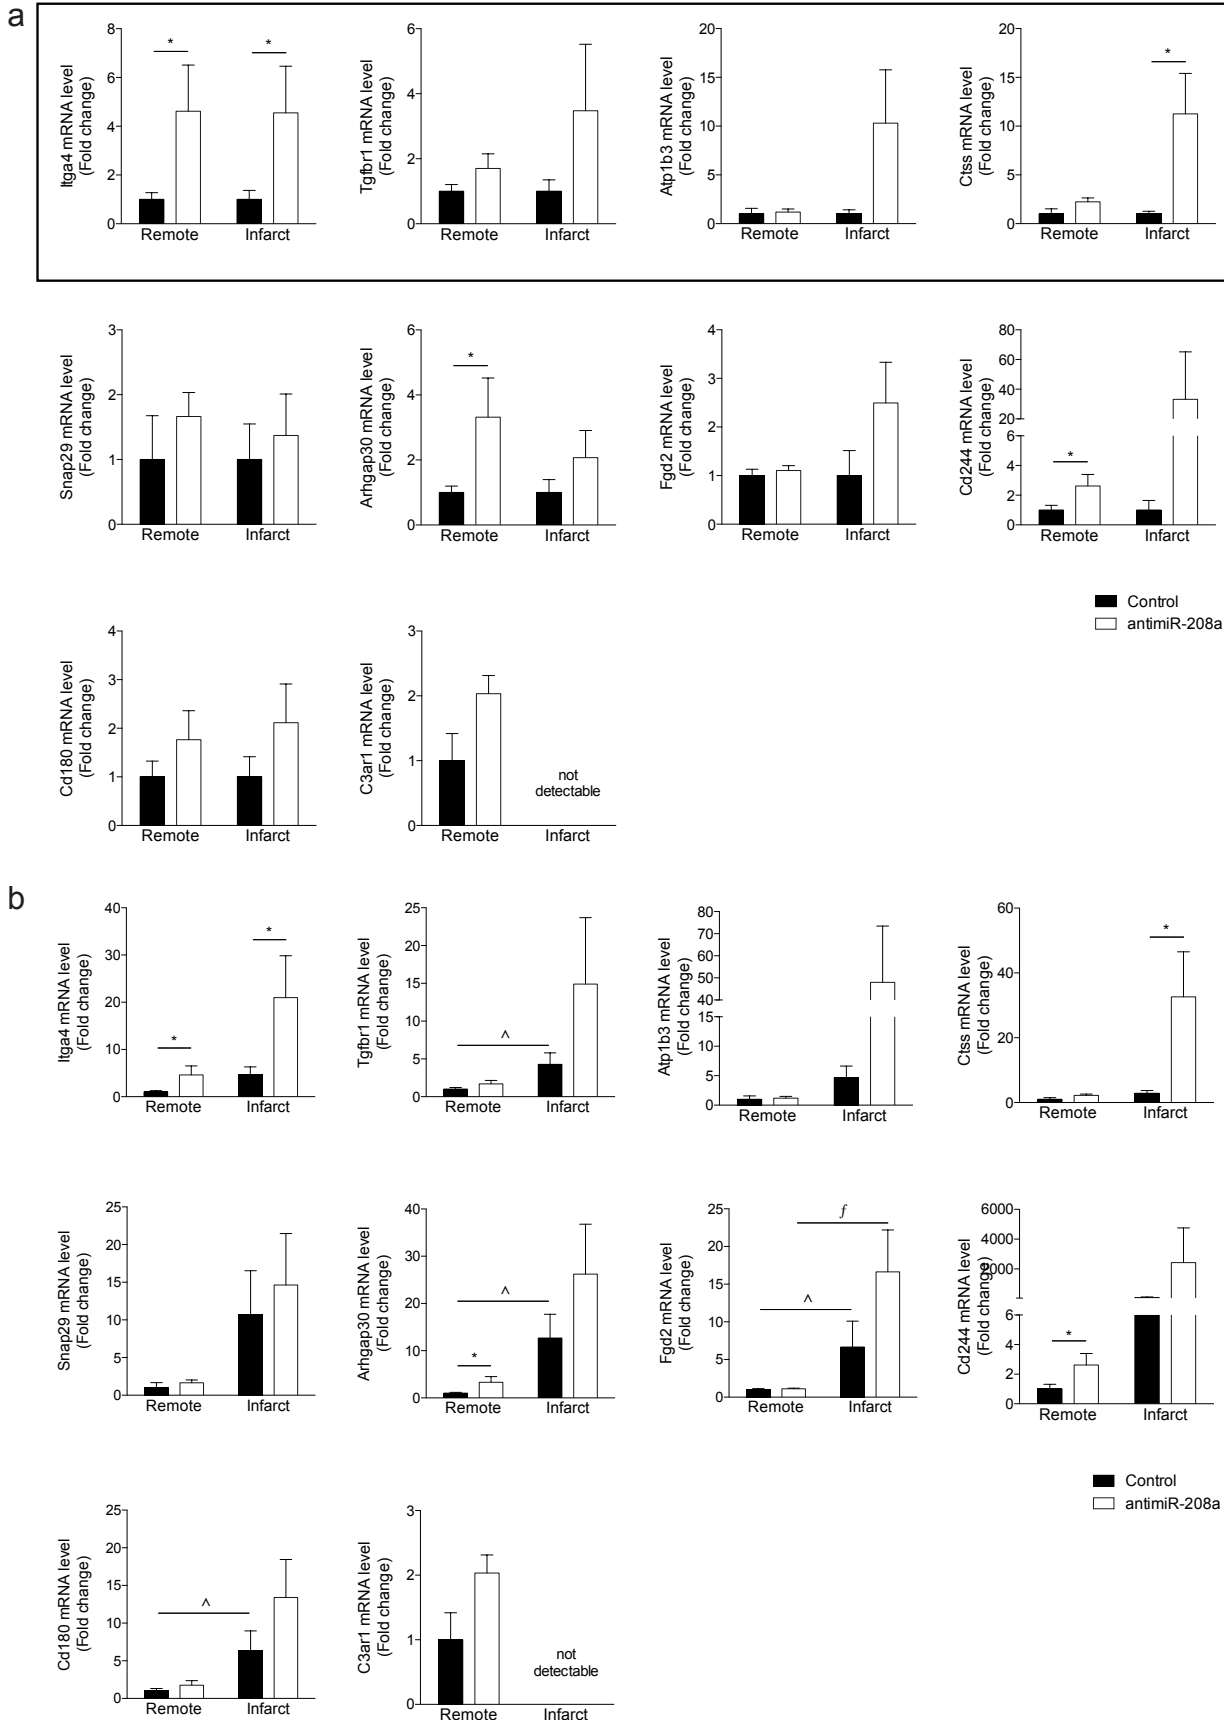 a
Itga4 mRNA level
(Fold change)
8
6
4
2
0
*
*
Remote
Infarct
Tgfbr1 mRNA level
(Fold change)
6
4
2
0
Remote
Infarct
Atp1b3 mRNA level
(Fold change)
20
15
10
5
0
Remote
Infarct
Ctss mRNA level
(Fold change)
20
15
10
5
0
*
Remote
Infarct
Snap29 mRNA level
(Fold change)
3
2
1
0
Remote
Infarct
Arhgap30 mRNA level
(Fold change)
6
4
2
0
*
Remote
Infarct
Fgd2 mRNA level
(Fold change)
4
3
2
1
0
Remote
Infarct
Cd244 mRNA level
(Fold change)
80
60
40
20
6
4
2
0
*
Remote
Infarct
Control
antimiR-208a
Cd180 mRNA level
(Fold change)
4
3
2
1
0
Remote
Infarct
C3ar1 mRNA level
(Fold change)
3
2
1
0
not
detectable
Remote
Infarct
b
Itga4 mRNA level
(Fold change)
40
30
20
10
0
*
*
Remote
Infarct
Tgfbr1 mRNA level
(Fold change)
25
20
15
10
5
0
^
Remote
Infarct
Atp1b3 mRNA level
(Fold change)
80
70
60
50
40
15
10
5
0
Remote
Infarct
Ctss mRNA level
(Fold change)
60
40
20
0
*
Remote
Infarct
Snap29 mRNA level
(Fold change)
25
20
15
10
5
0
Remote
Infarct
Arhgap30 mRNA level
(Fold change)
40
30
20
10
0
^
*
Remote
Infarct
Fgd2 mRNA level
(Fold change)
25
20
15
10
5
0
f
^
Remote
Infarct
Cd244 mRNA level
(Fold change)
6000
4000
2000
6
4
2
0
*
Remote
Infarct
Control
antimiR-208a
Cd180 mRNA level
(Fold change)
25
20
15
10
5
0
^
Remote
Infarct
C3ar1 mRNA level
(Fold change)
3
2
1
0
not
detectable
Remote
Infarct